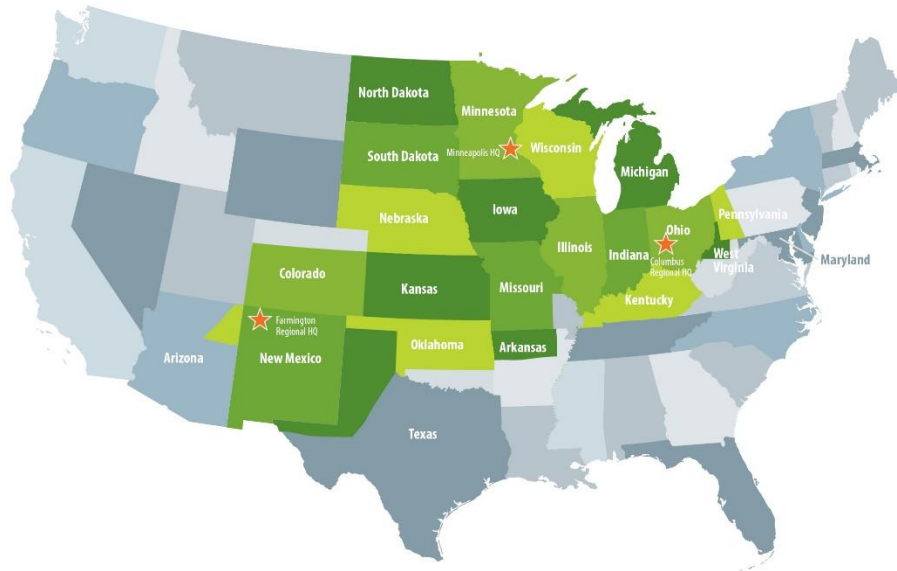 North Dakota
Minnesota
South Dakota
Minneapolis HQ
Wisconsin
Michigan
Iowa
Nebraska
Pennsylvania
Ohio
Illinois
Indiana
Columbus
Regional HQ
West
Virginia
Maryland
Colorado
Kansas
Missouri
Kentucky
Farmington
Regional HQ
Oklahoma
Arkansas
Arizona
New Mexico
Texas